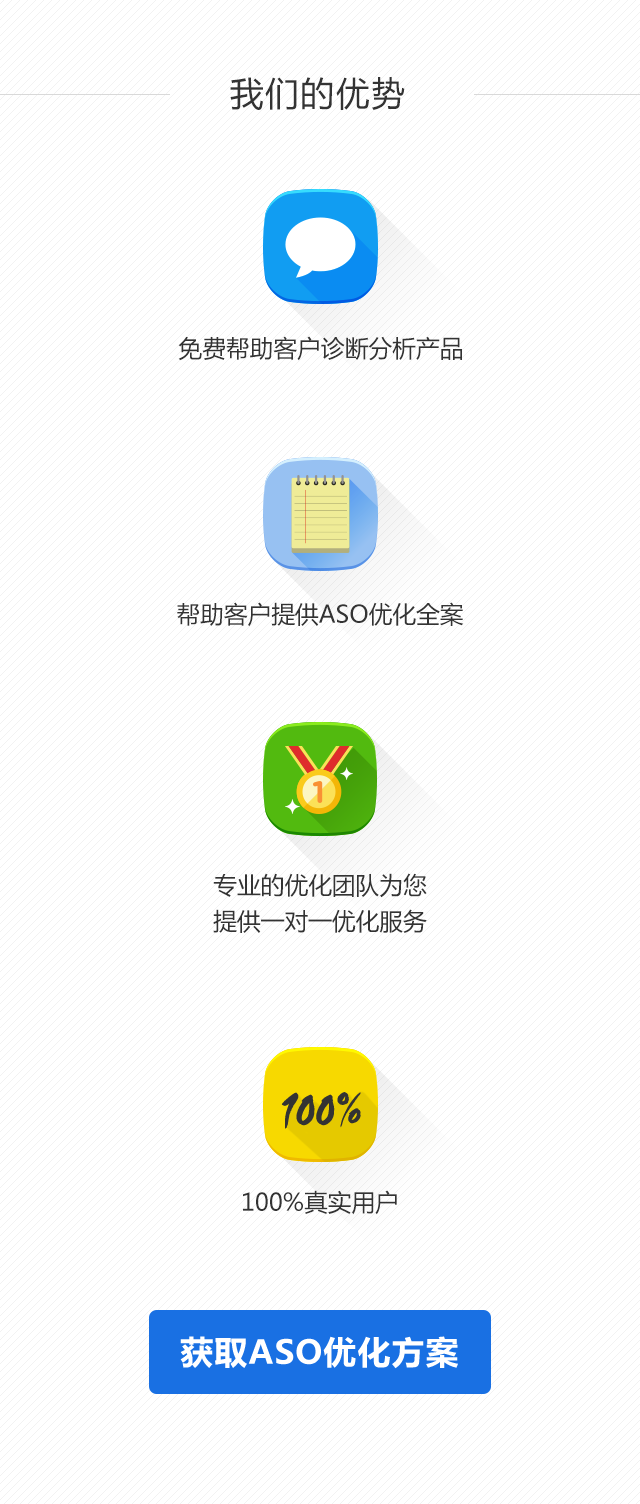 我们的优势
免费帮助客户诊断分析产品
帮助客户提供ASO优化全案
1
专业的优化团队为您
提供一对一优化服务
100%
100%真实用户
获取ASO优化方案